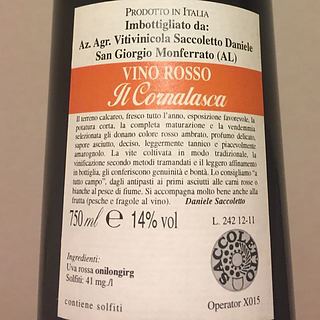 PRODOTTO IN ITALIA
Imbottigliato da:
Az. Agr. Vitivinicola Saccoletto Daniele
San Giorgio Monferrato (AL)
VINO ROSSO
Il Cornalasca
Il terreno calcareo, fresco tutto l'anno, esposizione favorevole, la
potatura corta, la completa maturazione e la vendemmia
selezionata gli donano colore rosso ambrato, profumo delicato,
sapore asciutto, deciso, leggermente tannico e piacevolmente
amarognolo. La vite coltivata in modo tradizionale, la
vinificazione secondo metodi tramandati e il leggero affinamento
in bottiglia, gli conferiscono genuinità e bontà. Lo consigliamo "a
tutto campo", dagli antipasti ai primi asciutti alle carni rosse o
bianche al pesce di fiume. Si accompagna molto bene anche alla
frutta (pesche e fragole al vino). Daniele Saccoletto
750 ml e 14% vol L. 242 12-11
Ingredienti:
Uva rossa onilongirg
Solfiti: 41 mg./l
SACCOLETTO
contiene solfiti Operator X015